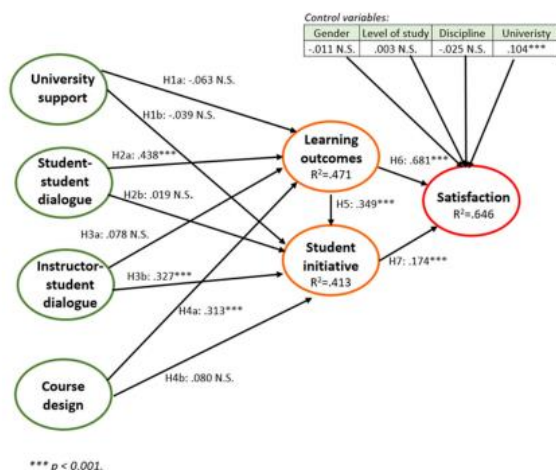 Control variables:
Gender Level of study Discipline Univeristy
-.011 N.S. .003 N.S. -.025 N.S. .104***
University
support
H1a: -.063 N.S.
H1b: -.039 N.S.
Student-
student
dialogue
H2a: .438***
H2b: .019 N.S.
Learning
outcomes
R²=.471
H6: .681***
Satisfaction
R²=.646
H5: .349***
H3a: .078 N.S.
Instructor-
student
dialogue
H3b: .327***
Student
initiative
R²=.413
H7: .174***
H4a: .313***
Course
design
H4b: .080 N.S.
*** p < 0.001.